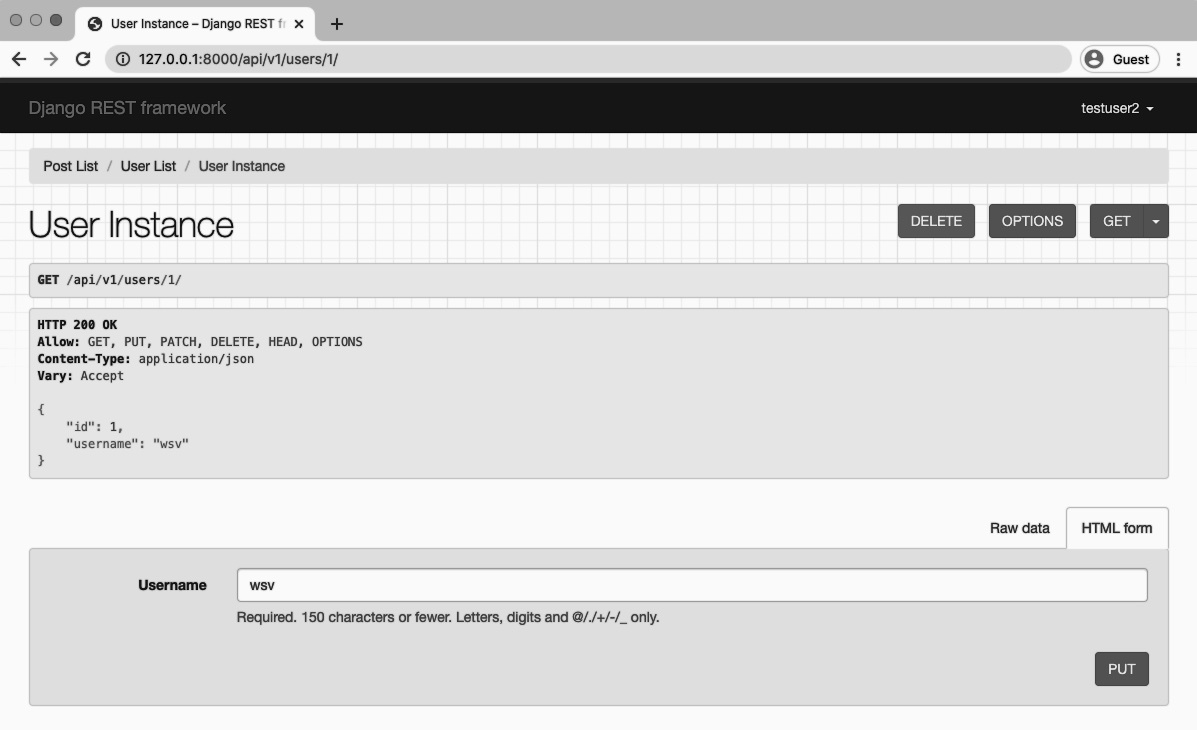 User Instance – Django REST fr
127.0.0.1:8000/api/v1/users/1/
Guest
Django REST framework
testuser2
Post List / User List / User Instance
User Instance
DELETE OPTIONS GET
GET /api/v1/users/1/
HTTP 200 OK
Allow: GET, PUT, PATCH, DELETE, HEAD, OPTIONS
Content-Type: application/json
Vary: Accept
{
    "id": 1,
    "username": "wsv"
}
Raw data HTML form
Username wsv
Required. 150 characters or fewer. Letters, digits and @/./+/-/_ only.
PUT